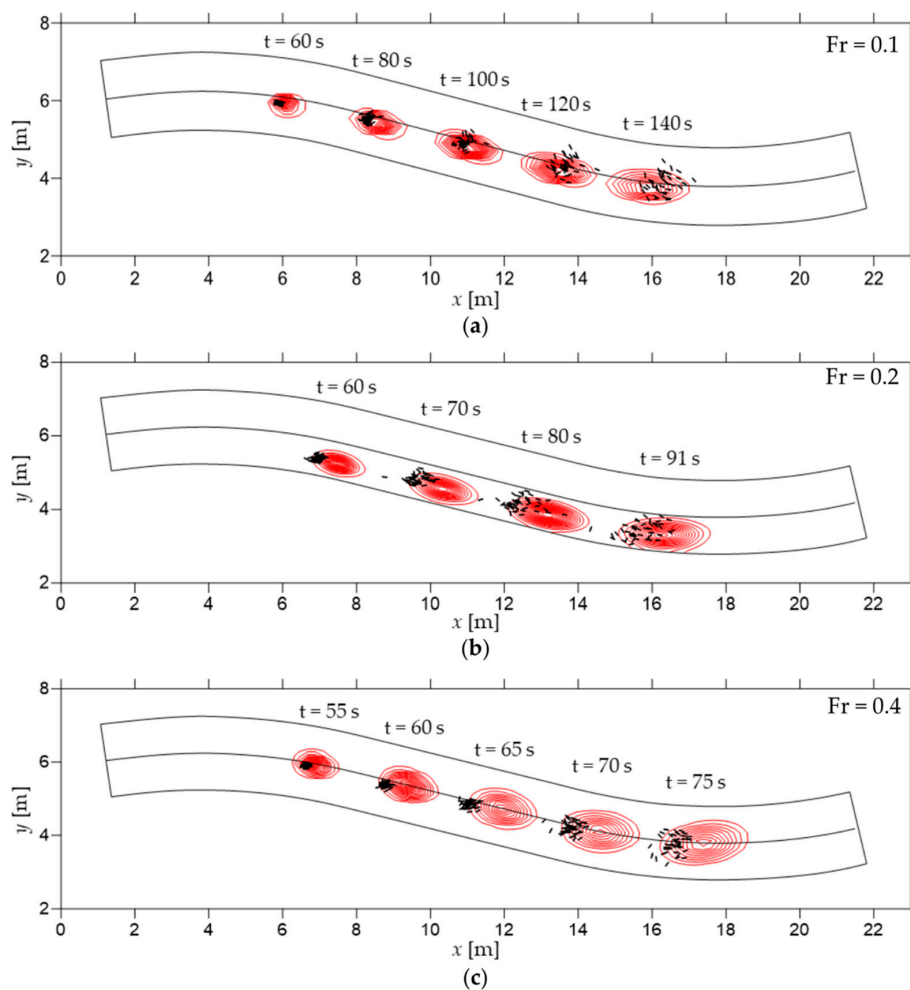 8
6
4
2
y [m]
Fr = 0.1
t = 60 s
t = 80 s
t = 100 s
t = 120 s
t = 140 s
0 2 4 6 8 10 12 14 16 18 20 22
x [m]
(a)
8
6
4
2
y [m]
Fr = 0.2
t = 60 s
t = 70 s
t = 80 s
t = 91 s
0 2 4 6 8 10 12 14 16 18 20 22
x [m]
(b)
8
6
4
2
y [m]
Fr = 0.4
t = 55 s
t = 60 s
t = 65 s
t = 70 s
t = 75 s
0 2 4 6 8 10 12 14 16 18 20 22
x [m]
(c)